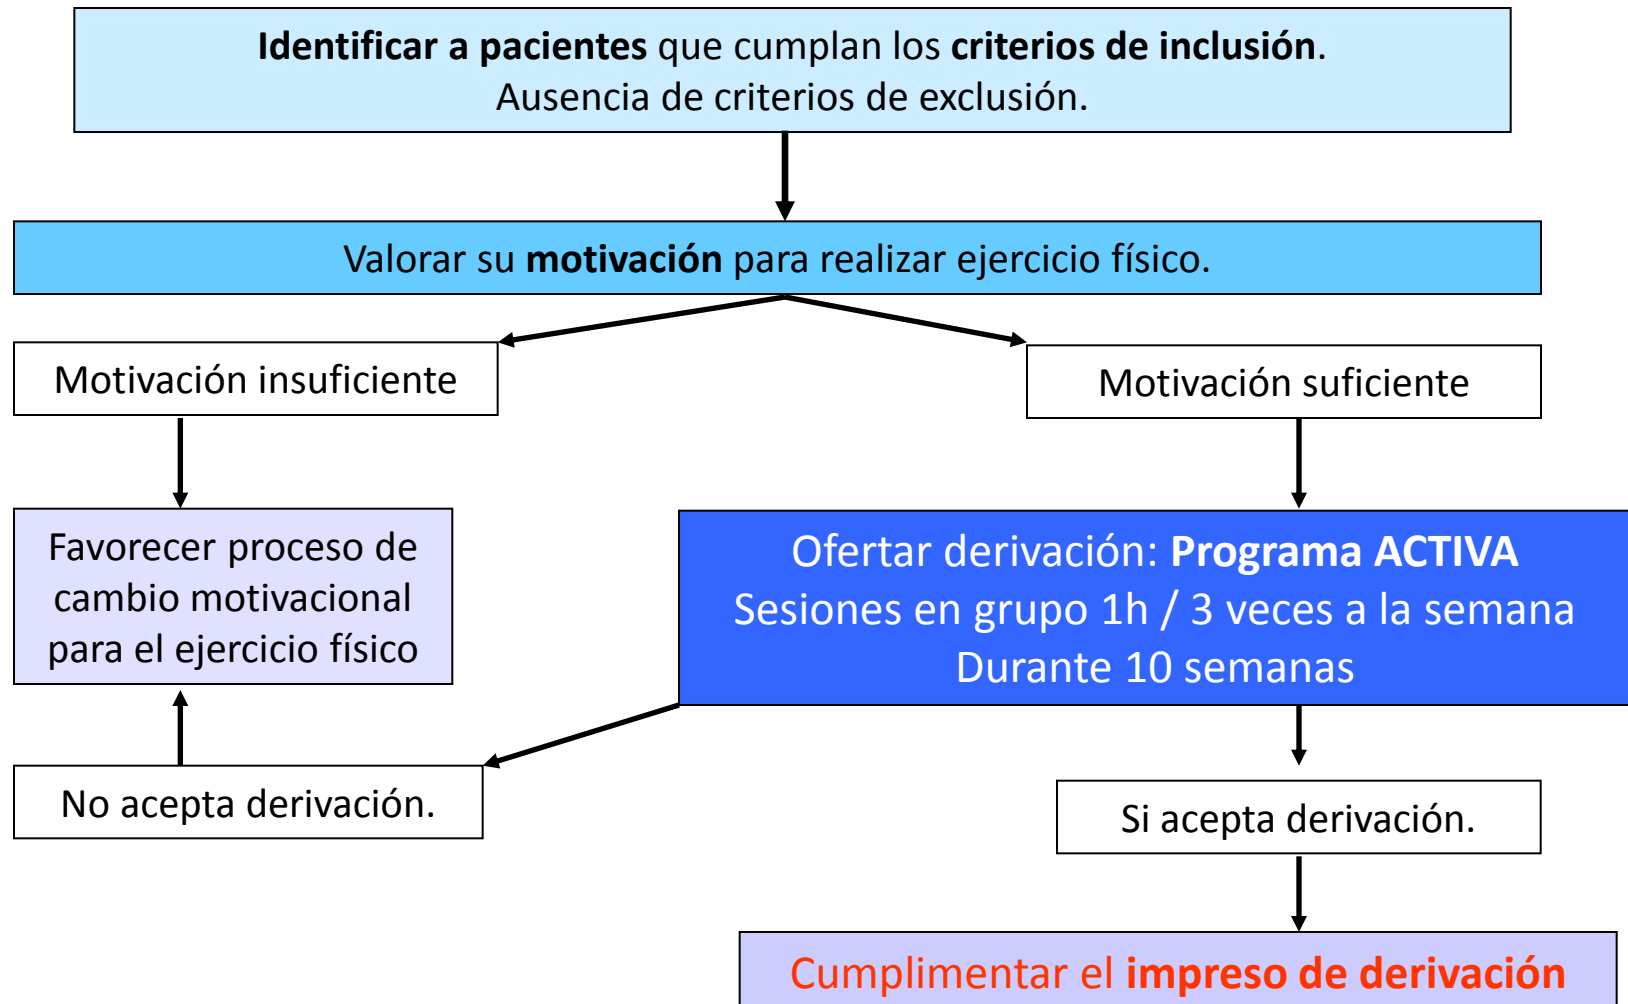 Identificar a pacientes que cumplan los criterios de inclusión.
Ausencia de criterios de exclusión.
Valorar su motivación para realizar ejercicio físico.
Motivación insuficiente
Motivación suficiente
Favorecer proceso de
cambio motivacional
para el ejercicio físico
Ofertar derivación: Programa ACTIVA
Sesiones en grupo 1h / 3 veces a la semana
Durante 10 semanas
No acepta derivación.
Si acepta derivación.
Cumplimentar el impreso de derivación